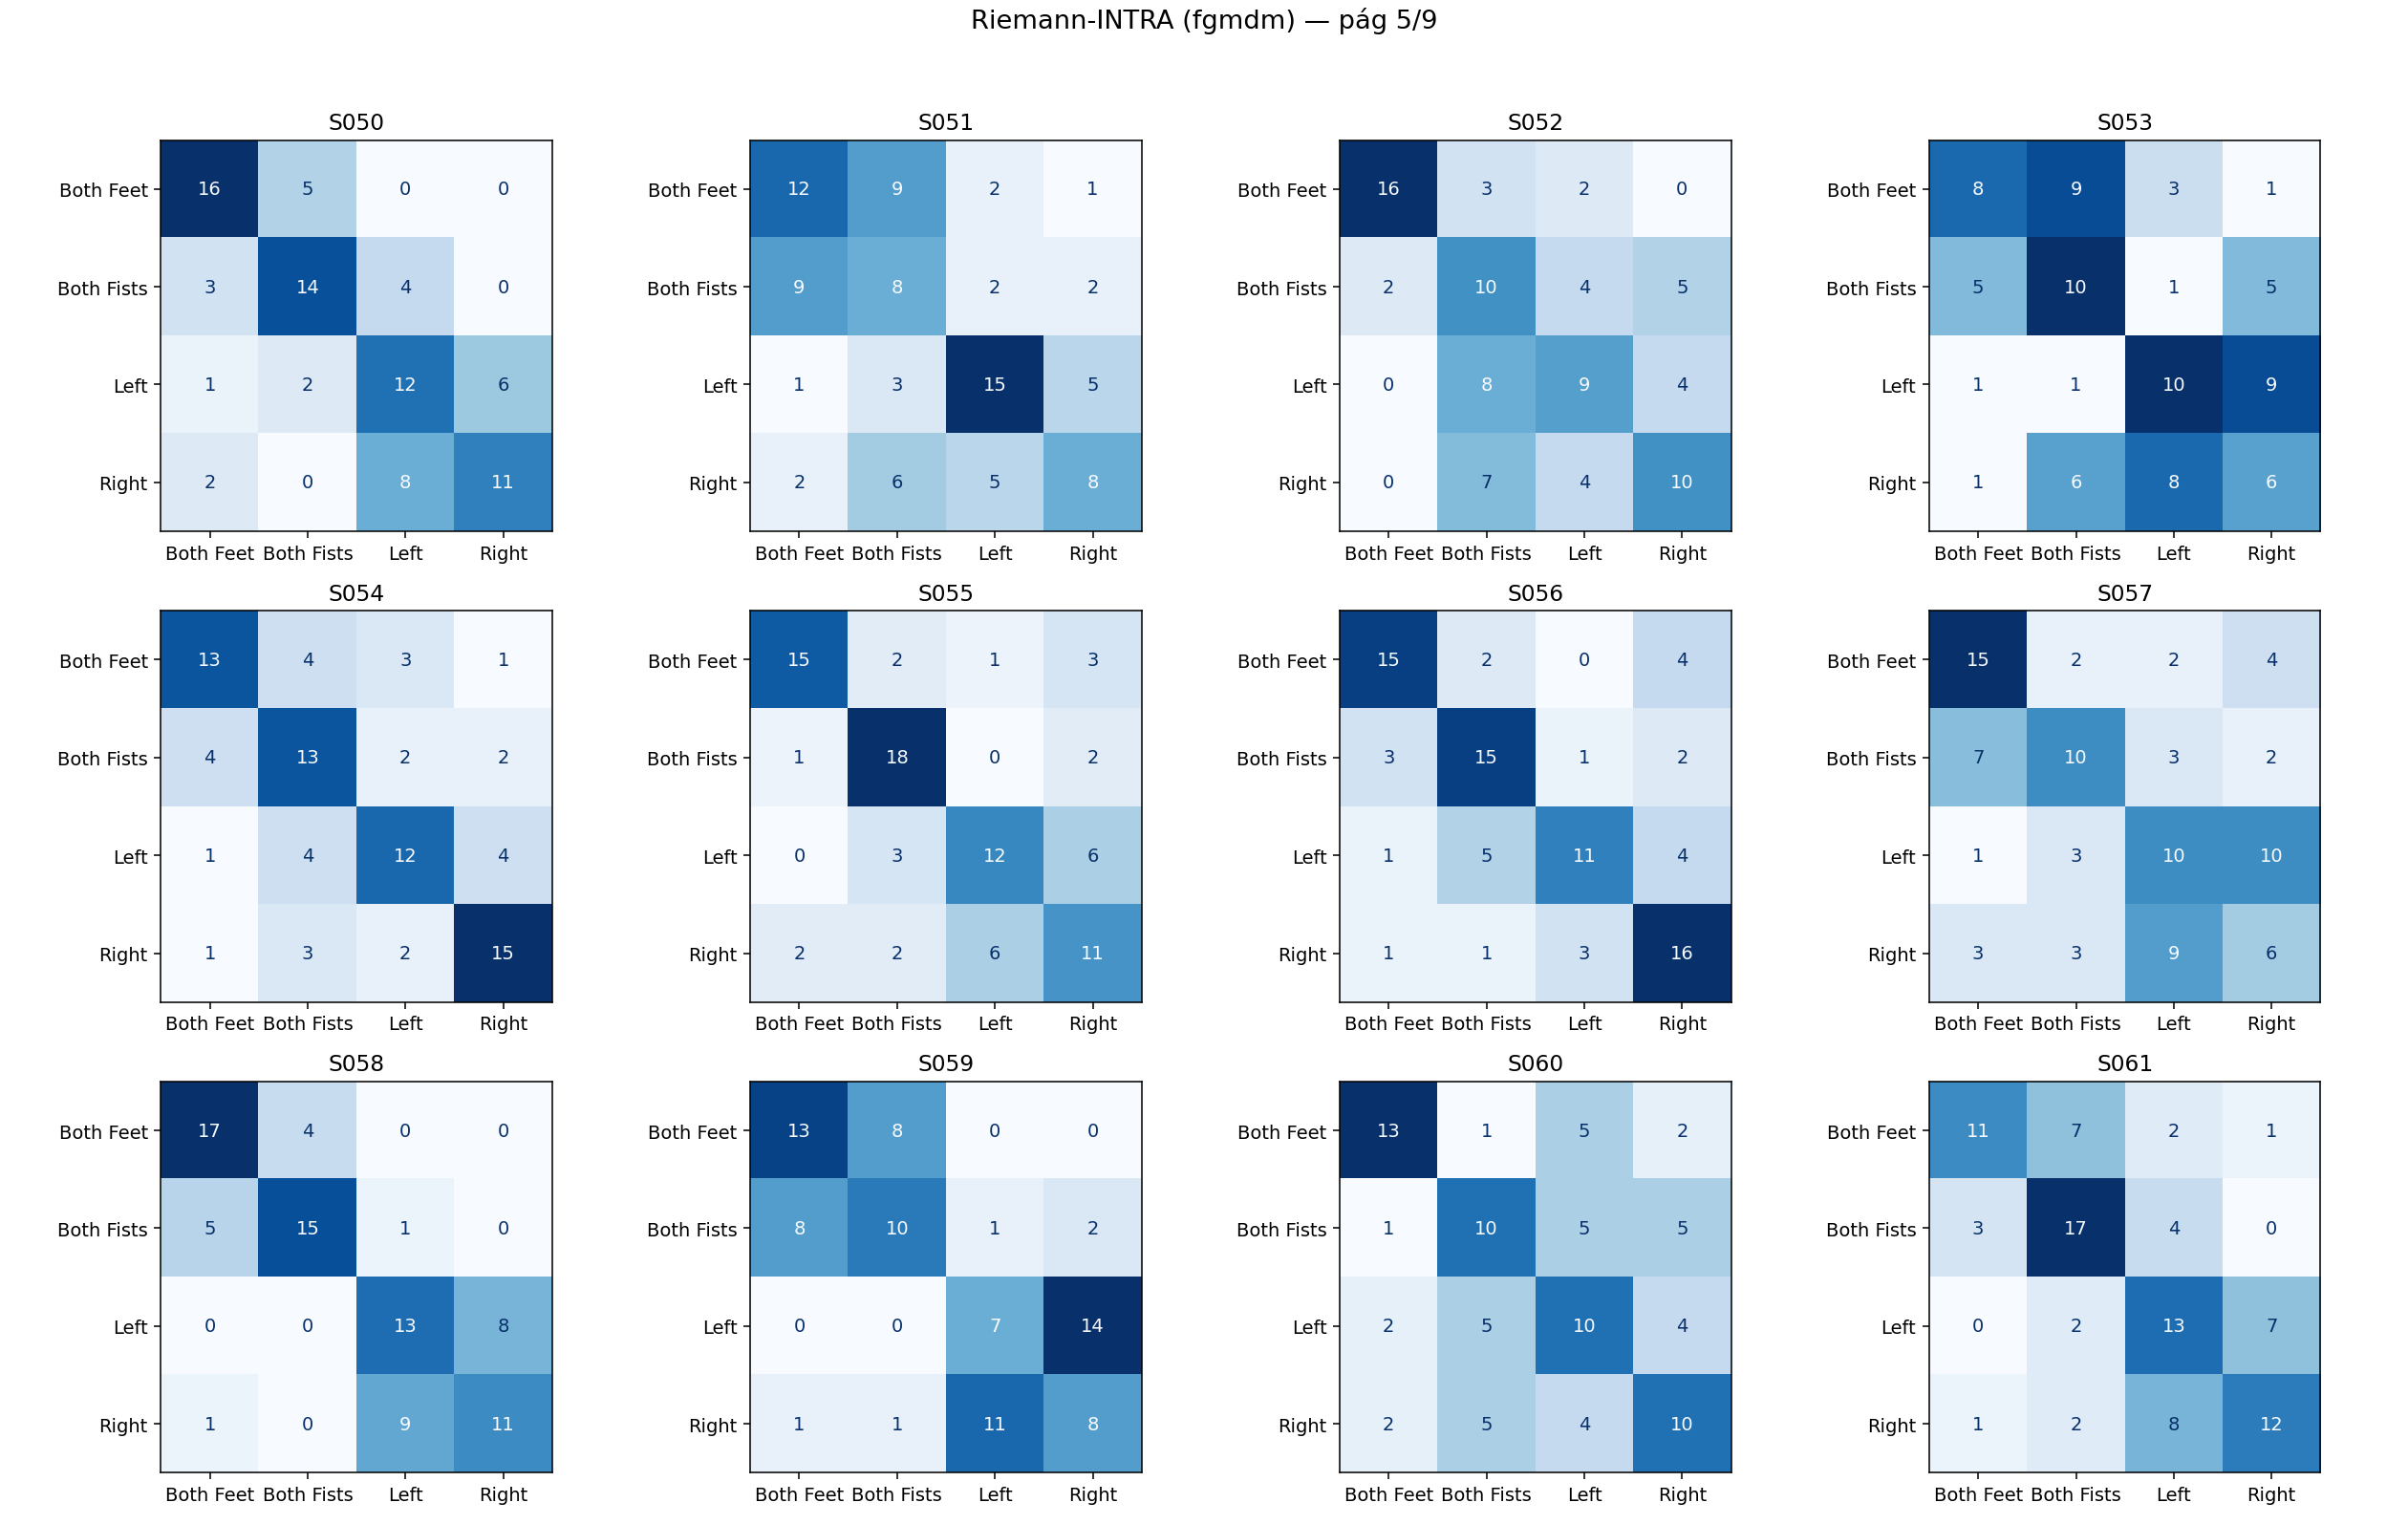 Riemann-INTRA (fgmdm) — pág 5/9
S050 S051 S052 S053
Both Feet 16 5 0 0 Both Feet 12 9 2 1 Both Feet 16 3 2 0 Both Feet 8 9 3 1
Both Fists 3 14 4 0 Both Fists 9 8 2 2 Both Fists 2 10 4 5 Both Fists 5 10 1 5
Left 1 2 12 6 Left 1 3 15 5 Left 0 8 9 4 Left 1 1 10 9
Right 2 0 8 11 Right 2 6 5 8 Right 0 7 4 10 Right 1 6 8 6
Both Feet Both Fists Left Right Both Feet Both Fists Left Right Both Feet Both Fists Left Right Both Feet Both Fists Left Right
S054 S055 S056 S057
Both Feet 13 4 3 1 Both Feet 15 2 1 3 Both Feet 15 2 0 4 Both Feet 15 2 2 4
Both Fists 4 13 2 2 Both Fists 1 18 0 2 Both Fists 3 15 1 2 Both Fists 7 10 3 2
Left 1 4 12 4 Left 0 3 12 6 Left 1 5 11 4 Left 1 3 10 10
Right 1 3 2 15 Right 2 2 6 11 Right 1 1 3 16 Right 3 3 9 6
Both Feet Both Fists Left Right Both Feet Both Fists Left Right Both Feet Both Fists Left Right Both Feet Both Fists Left Right
S058 S059 S060 S061
Both Feet 17 4 0 0 Both Feet 13 8 0 0 Both Feet 13 1 5 2 Both Feet 11 7 2 1
Both Fists 5 15 1 0 Both Fists 8 10 1 2 Both Fists 1 10 5 5 Both Fists 3 17 4 0
Left 0 0 13 8 Left 0 0 7 14 Left 2 5 10 4 Left 0 2 13 7
Right 1 0 9 11 Right 1 1 11 8 Right 2 5 4 10 Right 1 2 8 12
Both Feet Both Fists Left Right Both Feet Both Fists Left Right Both Feet Both Fists Left Right Both Feet Both Fists Left Right